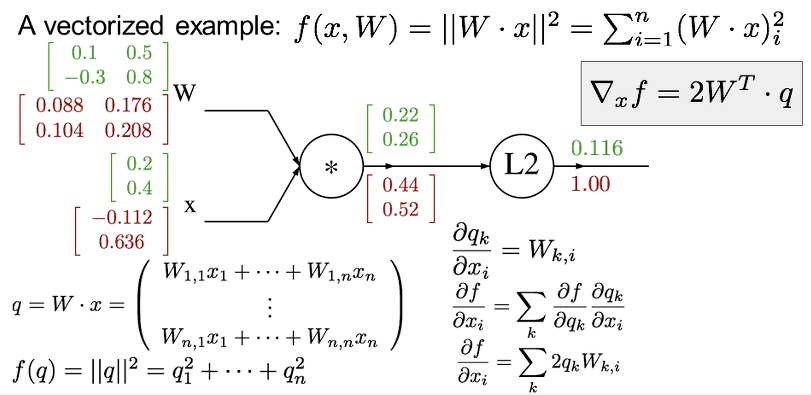 A vectorized example: f(x, W) = ||W · x||² = ∑ⁿᵢ₌₁(W · x)²ᵢ
[ 0.1 0.5
−0.3 0.8 ]
W
[ 0.088 0.176
0.104 0.208 ]
[ 0.2
0.4 ]
x
[ −0.112
0.636 ]
*
[ 0.22
0.26 ]
[ 0.44
0.52 ]
L2
0.116
1.00
∇ₓf = 2Wᵀ · q
q = W · x = ( W₁,₁x₁ + ··· + W₁,ₙxₙ
⋮
Wₙ,₁x₁ + ··· + Wₙ,ₙxₙ )
f(q) = ||q||² = q₁² + ··· + qₙ²
∂qₖ/∂xᵢ = Wₖ,ᵢ
∂f/∂xᵢ = ∑ₖ ∂f/∂qₖ ∂qₖ/∂xᵢ
∂f/∂xᵢ = ∑ₖ 2qₖWₖ,ᵢ